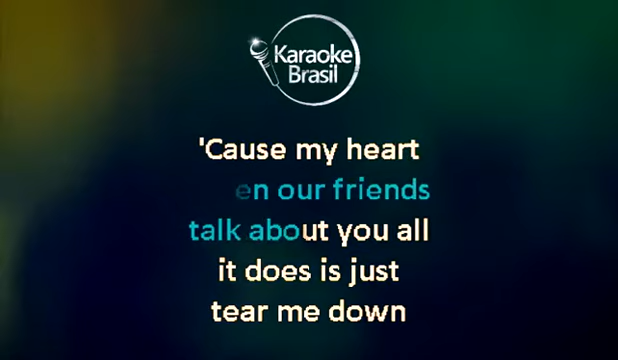 Karaoke
Brasil
'Cause my heart
en our friends
talk about you all
it does is just
tear me down